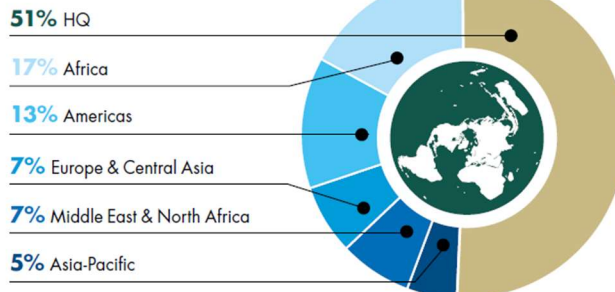 51% HQ
17% Africa
13% Americas
7% Europe & Central Asia
7% Middle East & North Africa
5% Asia-Pacific